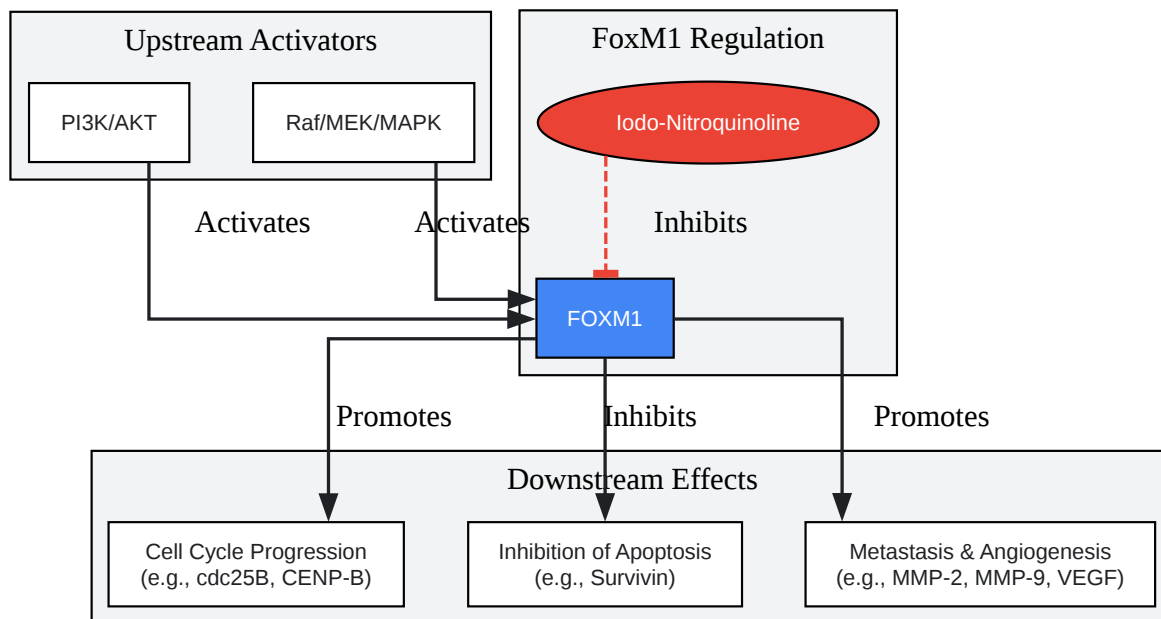 Upstream Activators
FoxM1 Regulation
PI3K/AKT
Raf/MEK/MAPK
Iodo-Nitroquinoline
Activates
Activates
Inhibits
FOXM1
Promotes
Inhibits
Promotes
Downstream Effects
Cell Cycle Progression
(e.g., cdc25B, CENP-B)
Inhibition of Apoptosis
(e.g., Survivin)
Metastasis & Angiogenesis
(e.g., MMP-2, MMP-9, VEGF)